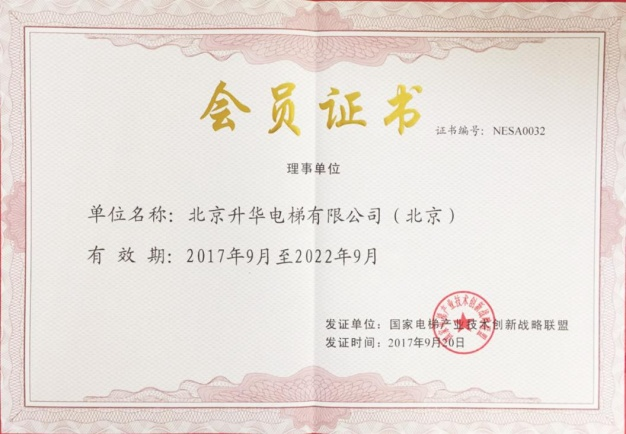 会员证书
证书编号：NESA0032
理事单位
单位名称：北京升华电梯有限公司（北京）
有 效 期：2017年9月至2022年9月
发证单位：国家电梯产业技术创新战略联盟
发证时间：2017年9月20日